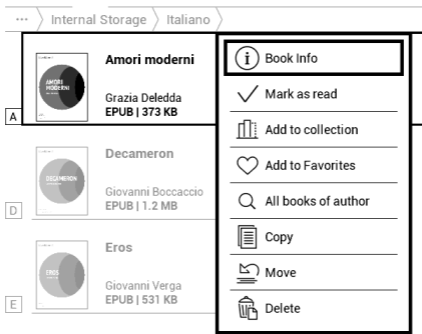 ... Internal Storage Italiano
A
AMORI
MODERNI
Amori moderni
Grazia Deledda
EPUB | 373 KB
D
DECAMERON
Decameron
Giovanni Boccaccio
EPUB | 1.2 MB
E
EROS
Eros
Giovanni Verga
EPUB | 531 KB
Book Info
Mark as read
Add to collection
Add to Favorites
All books of author
Copy
Move
Delete